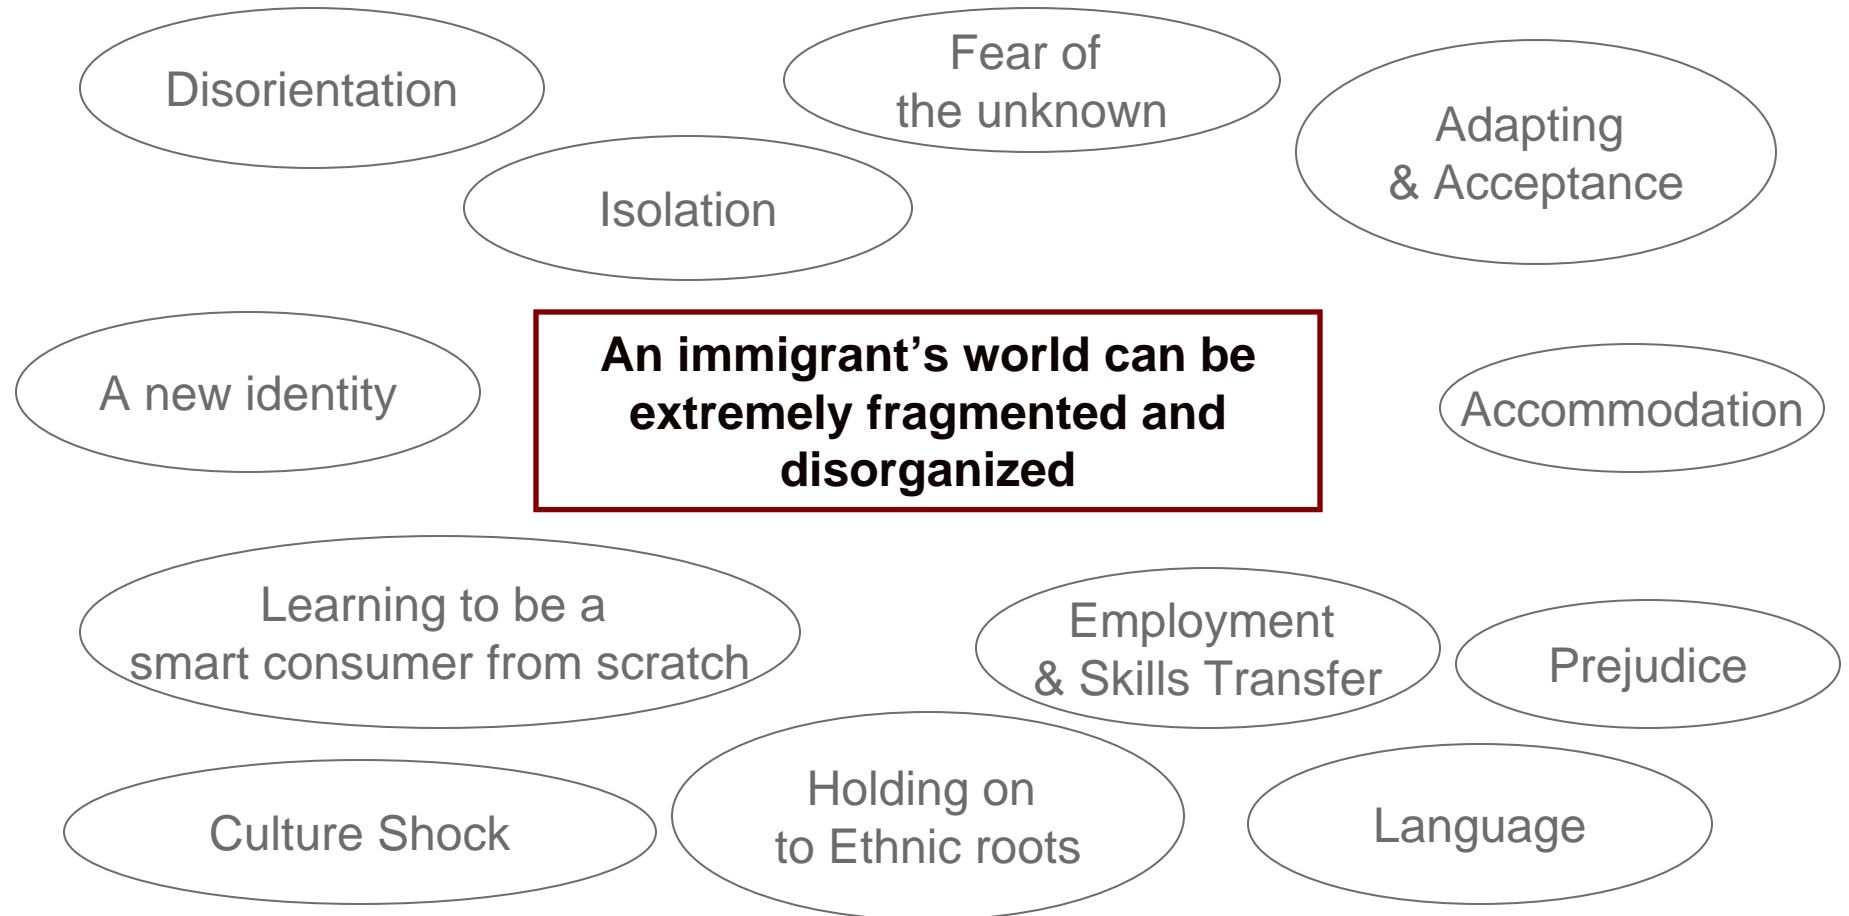 Disorientation
Fear of
the unknown
Adapting
& Acceptance
Isolation
An immigrant’s world can be
extremely fragmented and
disorganized
A new identity
Accommodation
Learning to be a
smart consumer from scratch
Employment
& Skills Transfer
Prejudice
Culture Shock
Holding on
to Ethnic roots
Language